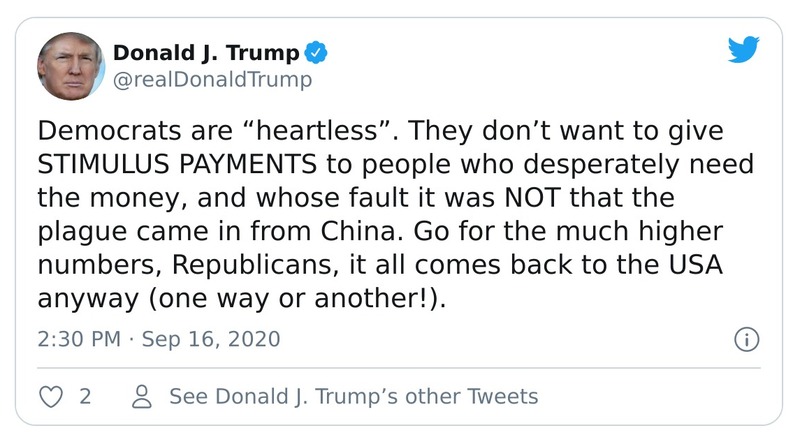 Donald J. Trump
@realDonaldTrump
Democrats are “heartless”. They don’t want to give
STIMULUS PAYMENTS to people who desperately need
the money, and whose fault it was NOT that the
plague came in from China. Go for the much higher
numbers, Republicans, it all comes back to the USA
anyway (one way or another!).
2:30 PM · Sep 16, 2020
2 See Donald J. Trump’s other Tweets